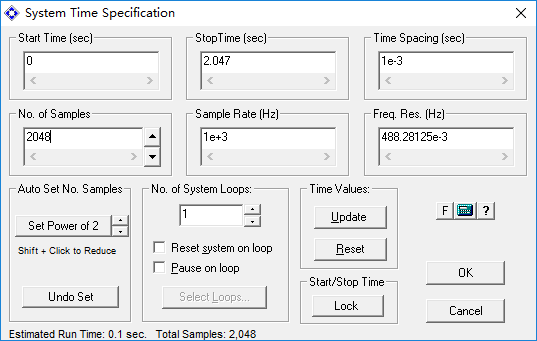 System Time Specification
Start Time (sec)
StopTime (sec)
Time Spacing (sec)
0
2.047
1e-3
No. of Samples
Sample Rate (Hz)
Freq. Res. (Hz)
2048
1e+3
488.28125e-3
Auto Set No. Samples
No. of System Loops:
Time Values:
Set Power of 2
1
Update
F
?
Shift + Click to Reduce
Reset system on loop
Reset
Pause on loop
Start/Stop Time
OK
Undo Set
Select Loops...
Lock
Cancel
Estimated Run Time: 0.1 sec. Total Samples: 2,048